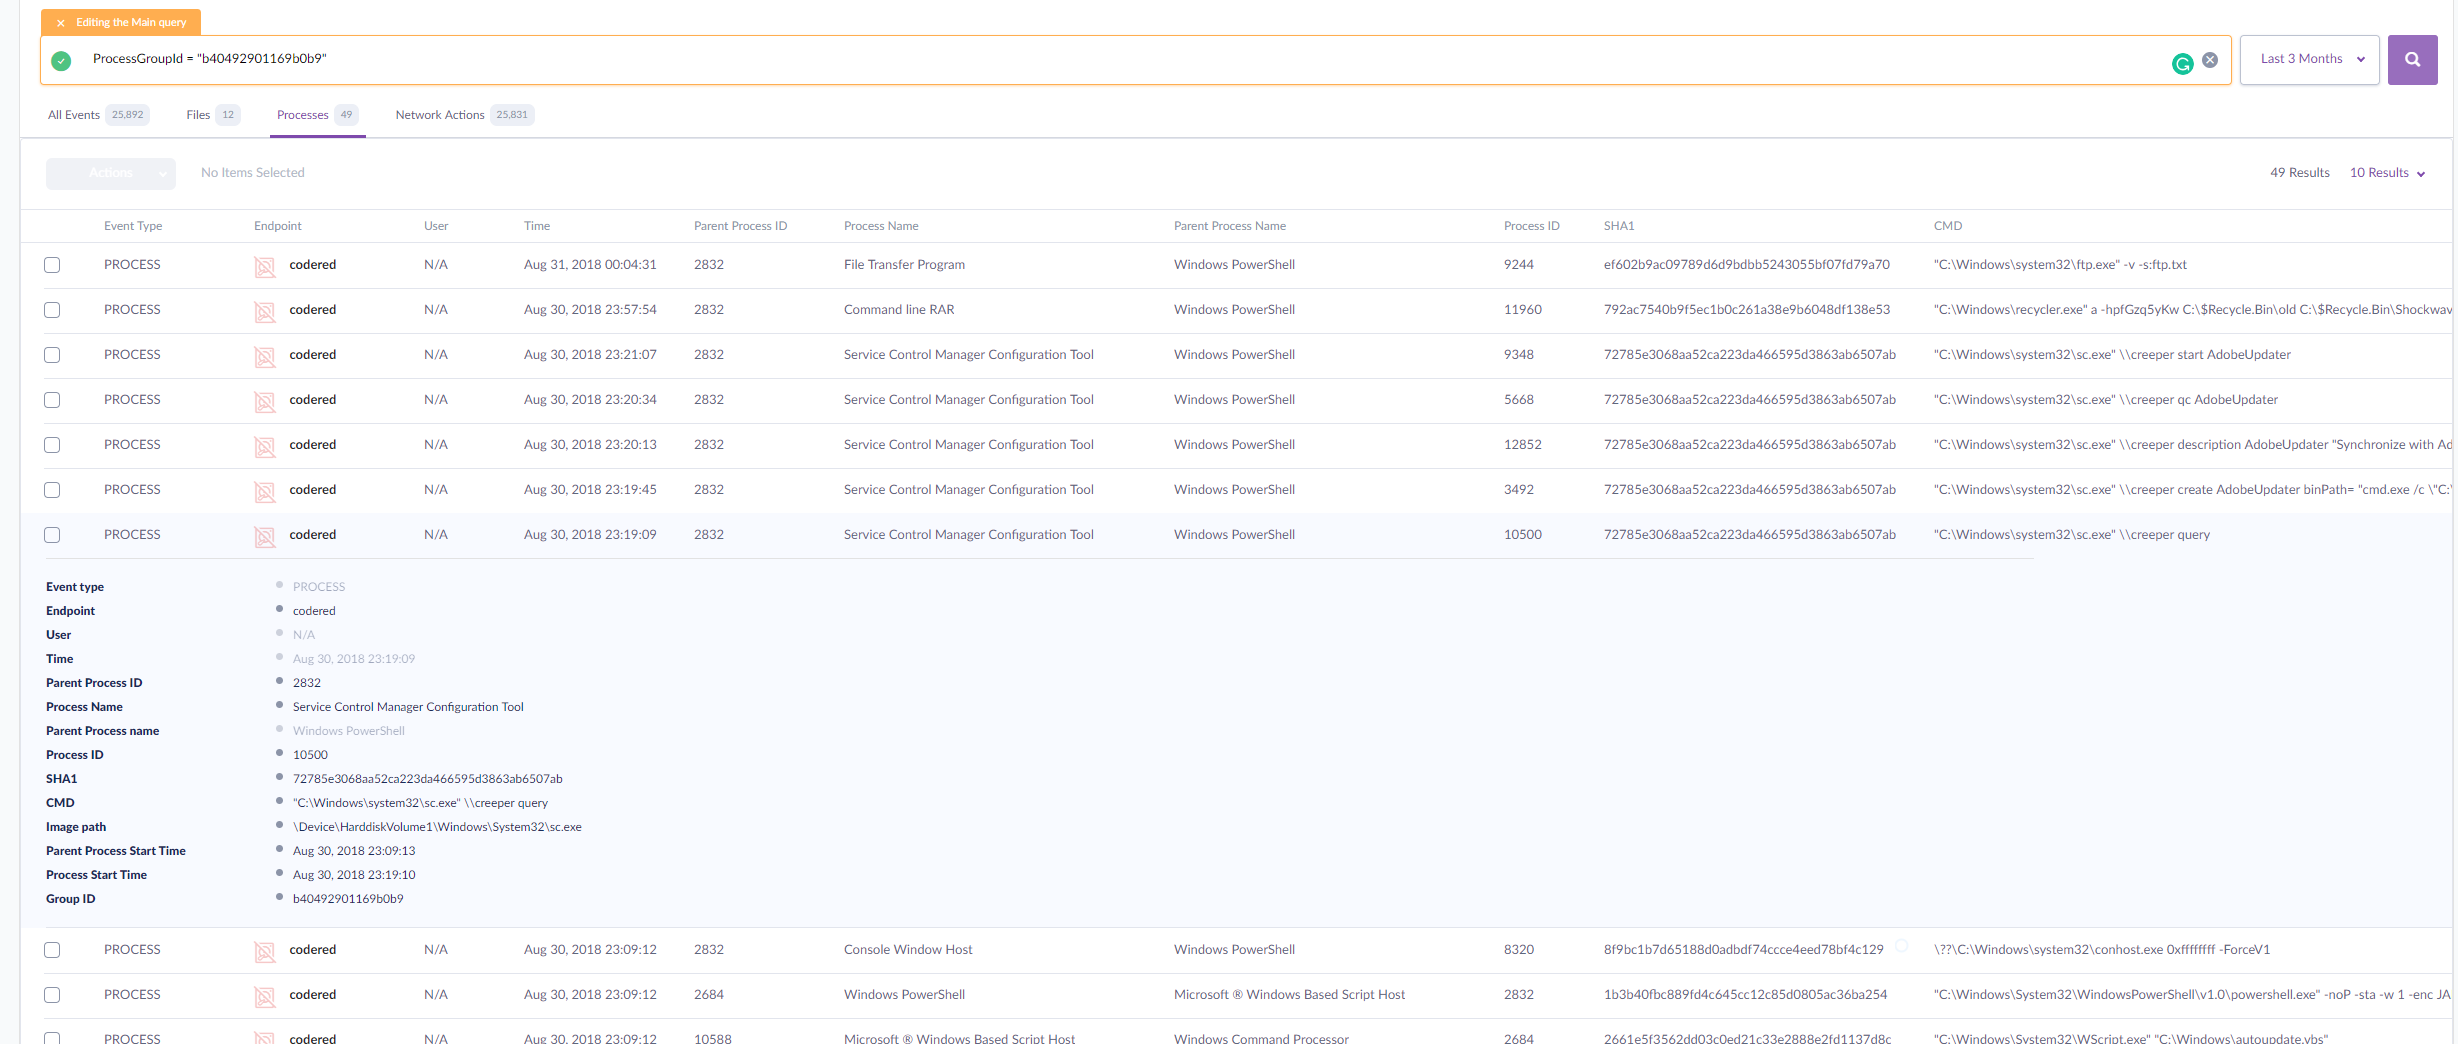 Editing the Main query
ProcessGroupId = "b40492901169b0b9"
Last 3 Months
All Events 25,892 Files 12 Processes 49 Network Actions 25,831
Actions No Items Selected 49 Results 10 Results
Event Type Endpoint User Time Parent Process ID Process Name Parent Process Name Process ID SHA1 CMD
PROCESS codered N/A Aug 31, 2018 00:04:31 2832 File Transfer Program Windows PowerShell 9244 ef602b9ac09789d6d9bdbb5243055bf07fd79a70 "C:\Windows\system32\ftp.exe" -v -s:ftp.txt
PROCESS codered N/A Aug 30, 2018 23:57:54 2832 Command line RAR Windows PowerShell 11960 792ac7540b9f5ec1b0c261a38e9b6048df138e53 "C:\Windows\recycler.exe" a -hpfGzq5yKw C:\$Recycle.Bin\old C:\$Recycle.Bin\Shockwav
PROCESS codered N/A Aug 30, 2018 23:21:07 2832 Service Control Manager Configuration Tool Windows PowerShell 9348 72785e3068aa52ca223da466595d3863ab6507ab "C:\Windows\system32\sc.exe" \\creeper start AdobeUpdater
PROCESS codered N/A Aug 30, 2018 23:20:34 2832 Service Control Manager Configuration Tool Windows PowerShell 5668 72785e3068aa52ca223da466595d3863ab6507ab "C:\Windows\system32\sc.exe" \\creeper qc AdobeUpdater
PROCESS codered N/A Aug 30, 2018 23:20:13 2832 Service Control Manager Configuration Tool Windows PowerShell 12852 72785e3068aa52ca223da466595d3863ab6507ab "C:\Windows\system32\sc.exe" \\creeper description AdobeUpdater "Synchronize with Ad
PROCESS codered N/A Aug 30, 2018 23:19:45 2832 Service Control Manager Configuration Tool Windows PowerShell 3492 72785e3068aa52ca223da466595d3863ab6507ab "C:\Windows\system32\sc.exe" \\creeper create AdobeUpdater binPath= "cmd.exe /c \"C:'
PROCESS codered N/A Aug 30, 2018 23:19:09 2832 Service Control Manager Configuration Tool Windows PowerShell 10500 72785e3068aa52ca223da466595d3863ab6507ab "C:\Windows\system32\sc.exe" \\creeper query
Event type PROCESS
Endpoint codered
User N/A
Time Aug 30, 2018 23:19:09
Parent Process ID 2832
Process Name Service Control Manager Configuration Tool
Parent Process name Windows PowerShell
Process ID 10500
SHA1 72785e3068aa52ca223da466595d3863ab6507ab
CMD "C:\Windows\system32\sc.exe" \\creeper query
Image path \Device\HarddiskVolume1\Windows\System32\sc.exe
Parent Process Start Time Aug 30, 2018 23:09:13
Process Start Time Aug 30, 2018 23:19:10
Group ID b40492901169b0b9
PROCESS codered N/A Aug 30, 2018 23:09:12 2832 Console Window Host Windows PowerShell 8320 8f9bc1b7d65188d0adbdf74ccce4eed78bf4c129 \??\C:\Windows\system32\conhost.exe 0xffffffff -ForceV1
PROCESS codered N/A Aug 30, 2018 23:09:12 2684 Windows PowerShell Microsoft ® Windows Based Script Host 2832 1b3b40fbc889fd4c645cc12c85d0805ac36ba254 "C:\Windows\System32\WindowsPowerShell\v1.0\powershell.exe" -noP -sta -w 1 -enc JA
PROCESS codered N/A Aug 30, 2018 23:09:12 10588 Microsoft ® Windows Based Script Host Windows Command Processor 2684 2661e5f3562dd03c0ed21c33e2888e2fd1137d8c "C:\Windows\System32\WScript.exe" "C:\Windows\autoupdate.vbs"